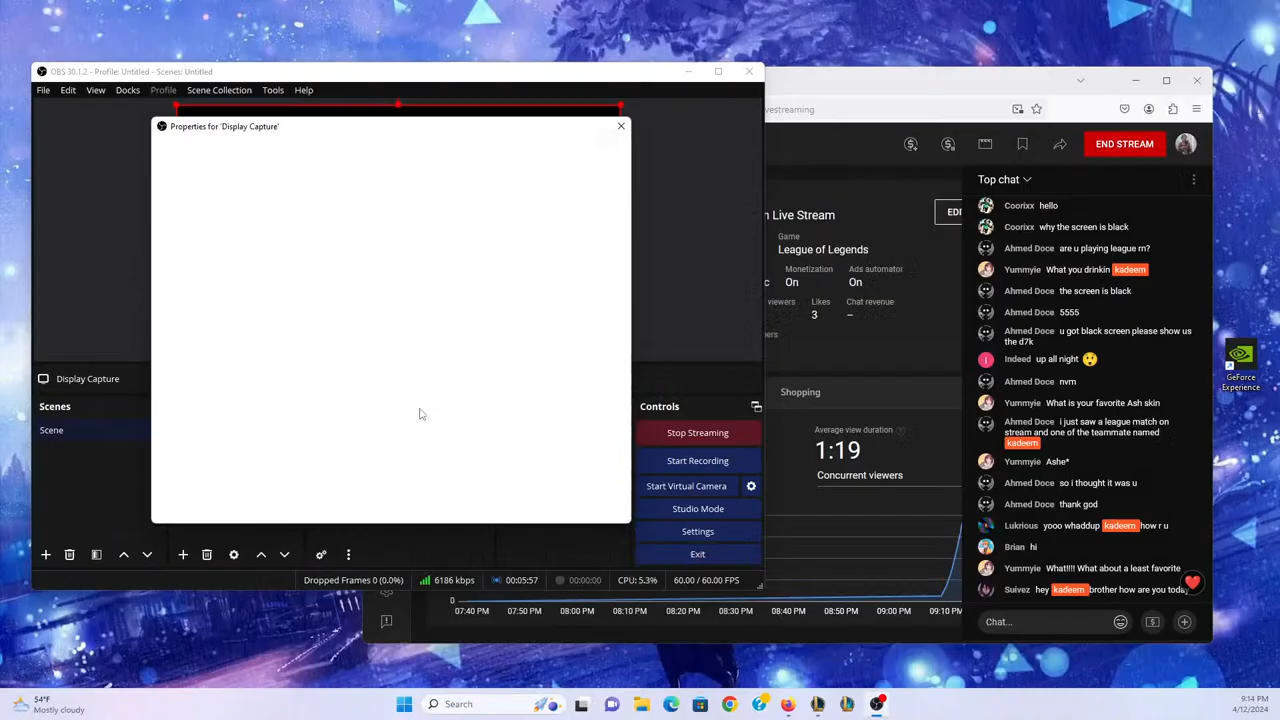 OBS 30.1.2 - Profile: Untitled - Scenes: Untitled
File Edit View Docks Profile Scene Collection Tools Help
Properties for 'Display Capture'
Display Capture
Scenes
Scene
Controls
Stop Streaming
Start Recording
Start Virtual Camera
Studio Mode
Settings
Exit
Dropped Frames 0 (0.0%)
6186 kbps
00:05:57
00:00:00
CPU: 5.3%
60.00 / 60.00 FPS
vestreaming
END STREAM
n Live Stream
EDI
Game
League of Legends
Monetization
On
Ads automator
On
viewers
Likes
3
Chat revenue
–
Shopping
Average view duration
1:19
Concurrent viewers
0
07:40 PM 07:50 PM 08:00 PM 08:10 PM 08:20 PM 08:30 PM 08:40 PM 08:50 PM 09:00 PM 09:10 PM
Top chat
Coorixx hello
Coorixx why the screen is black
Ahmed Doce are u playing league rn?
Yummyie What you drinkin kadeem
Ahmed Doce the screen is black
Ahmed Doce 5555
Ahmed Doce u got black screen please show us
the d7k
Indeed up all night 😲
Ahmed Doce nvm
Yummyie What is your favorite Ash skin
Ahmed Doce i just saw a league match on
stream and one of the teammate named
kadeem
Yummyie Ashe*
Ahmed Doce so i thought it was u
Ahmed Doce thank god
Lukrious yooo whaddup kadeem how r u
Brian hi
Yummyie What!!!! What about a least favorite
Suivez hey kadeem brother how are you today
Chat...
GeForce
Experience
54°F
Mostly cloudy
Search
9:14 PM
4/12/2024